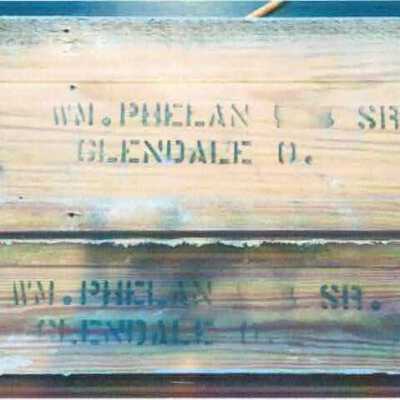 WM. PHELAN SR
GLENDALE O.
WM. PHELAN SR.
GLENDALE O.